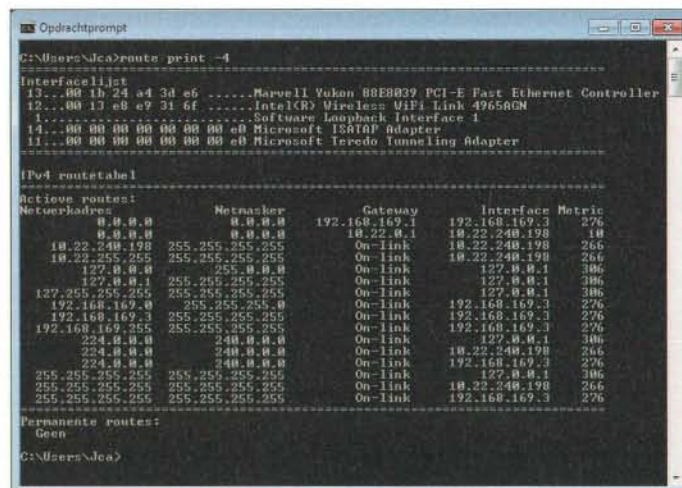 Opdrachtprompt
C:\Users\Jca>route print -4
===========================================================================
Interfacelijst
13...00 1b 24 a4 3d e6 ......Marvell Yukon 88E8039 PCI-E Fast Ethernet Controller
12...00 13 e8 e9 31 6f ......Intel(R) Wireless WiFi Link 4965AGN
1...........................Software Loopback Interface 1
14...00 00 00 00 00 00 00 e0 Microsoft ISATAP Adapter
11...00 00 00 00 00 00 00 e0 Microsoft Teredo Tunneling Adapter
===========================================================================
IPv4 routetabel
===========================================================================
Actieve routes:
Netwerkadres Netmasker Gateway Interface Metric
0.0.0.0 0.0.0.0 192.168.169.1 192.168.169.3 276
0.0.0.0 0.0.0.0 10.22.0.1 10.22.240.198 10
10.22.240.198 255.255.255.255 On-link 10.22.240.198 266
10.22.255.255 255.255.255.255 On-link 10.22.240.198 266
127.0.0.0 255.0.0.0 On-link 127.0.0.1 306
127.0.0.1 255.255.255.255 On-link 127.0.0.1 306
127.255.255.255 255.255.255.255 On-link 127.0.0.1 306
192.168.169.0 255.255.255.0 On-link 192.168.169.3 276
192.168.169.3 255.255.255.255 On-link 192.168.169.3 276
192.168.169.255 255.255.255.255 On-link 192.168.169.3 276
224.0.0.0 240.0.0.0 On-link 127.0.0.1 306
224.0.0.0 240.0.0.0 On-link 10.22.240.198 266
224.0.0.0 240.0.0.0 On-link 192.168.169.3 276
255.255.255.255 255.255.255.255 On-link 127.0.0.1 306
255.255.255.255 255.255.255.255 On-link 10.22.240.198 266
255.255.255.255 255.255.255.255 On-link 192.168.169.3 276
===========================================================================
Permanente routes:
Geen
C:\Users\Jca>